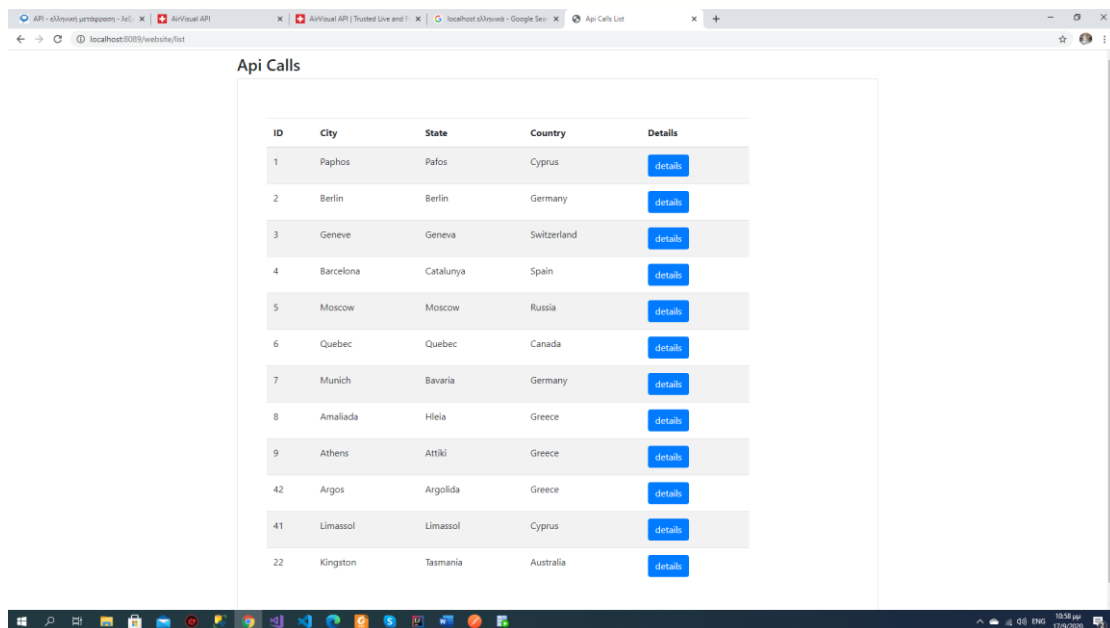 API - ελληνική μετάφραση - λεξ
AirVisual API
AirVisual API | Trusted Live and F
localhost ελληνικά - Google Sear
Api Calls List
localhost:8089/website/list
Api Calls
ID City State Country Details
1 Paphos Pafos Cyprus details
2 Berlin Berlin Germany details
3 Geneve Geneva Switzerland details
4 Barcelona Catalunya Spain details
5 Moscow Moscow Russia details
6 Quebec Quebec Canada details
7 Munich Bavaria Germany details
8 Amaliada Hleia Greece details
9 Athens Attiki Greece details
42 Argos Argolida Greece details
41 Limassol Limassol Cyprus details
22 Kingston Tasmania Australia details
ENG
10:58 μμ
17/9/2020